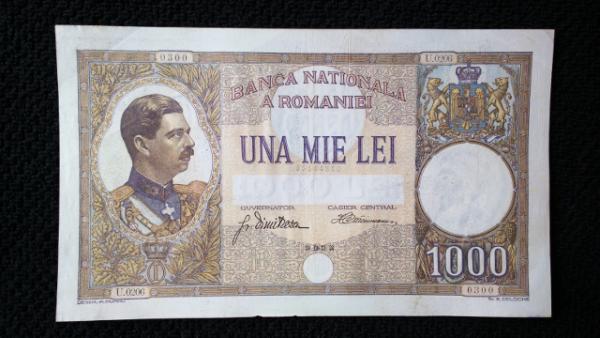 0300
U.0206
BANCA NATIONALA
A ROMANIEI
UNA MIE LEI
GUVERNATOR
CASIER CENTRAL
1000
U.0206
0300